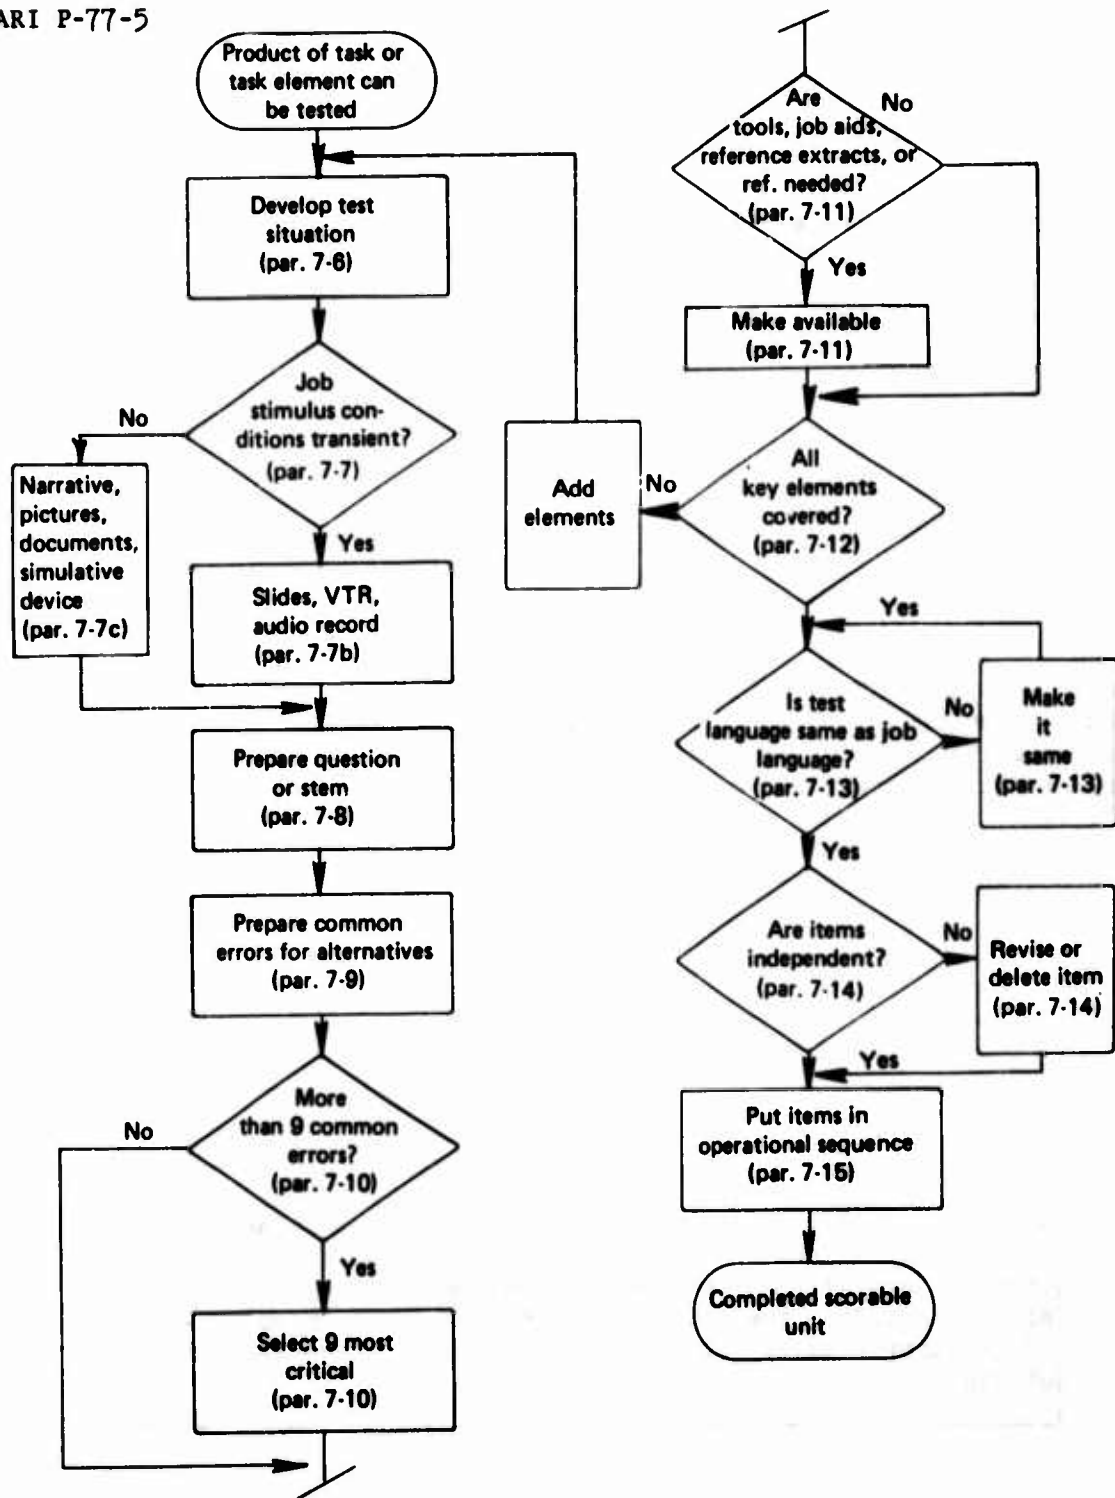 ARI P-77-5
Product of task or
task element can
be tested
Develop test
situation
(par. 7-6)
Job
stimulus con-
ditions transient?
(par. 7-7)
No
Narrative,
pictures,
documents,
simulative
device
(par. 7-7c)
Yes
Slides, VTR,
audio record
(par. 7-7b)
Prepare question
or stem
(par. 7-8)
Prepare common
errors for alternatives
(par. 7-9)
More
than 9 common
errors?
(par. 7-10)
No
Yes
Select 9 most
critical
(par. 7-10)
Are
tools, job aids,
reference extracts, or
ref. needed?
(par. 7-11)
No
Yes
Make available
(par. 7-11)
All
key elements
covered?
(par. 7-12)
No
Add
elements
Yes
Is test
language same as job
language?
(par. 7-13)
No
Make
it
same
(par. 7-13)
Yes
Are items
independent?
(par. 7-14)
No
Revise or
delete item
(par. 7-14)
Yes
Put items in
operational sequence
(par. 7-15)
Completed scorable
unit